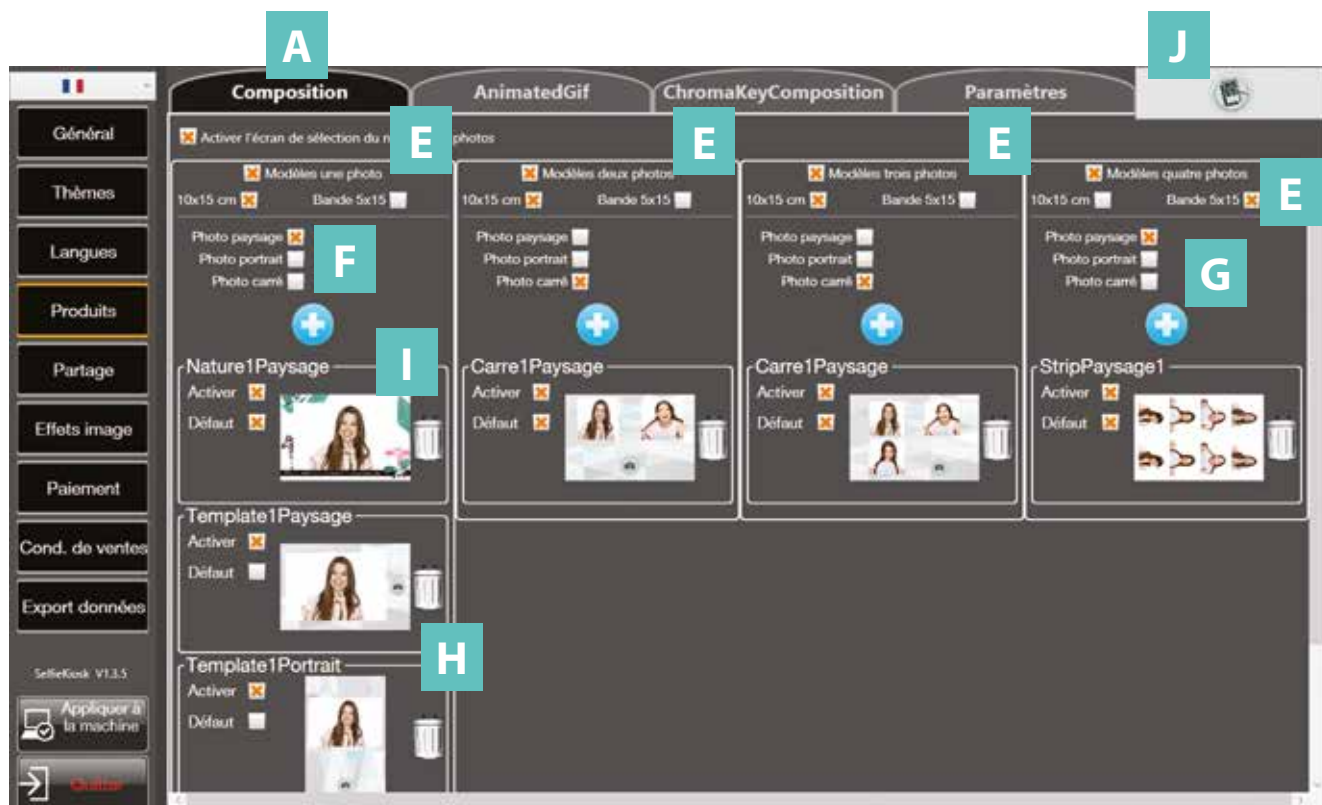 A
J
Composition
AnimatedGif
ChromaKeyComposition
Paramètres
Général
Thèmes
Langues
Produits
Partage
Effets image
Paiement
Cond. de ventes
Export données
SelfieKiosk V1.3.5
Appliquer à
la machine
Quitter
Activer l'écran de sélection du n
photos
E
E
E
E
Modèles une photo
10x15 cm
Bande 5x15
Photo paysage
Photo portrait
Photo carré
F
Nature1Paysage
I
Activer
Défaut
Template1Paysage
Activer
Défaut
Template1Portrait
H
Activer
Défaut
Modèles deux photos
10x15 cm
Bande 5x15
Photo paysage
Photo portrait
Photo carré
Carre1Paysage
Activer
Défaut
Modèles trois photos
10x15 cm
Bande 5x15
Photo paysage
Photo portrait
Photo carré
Carre1Paysage
Activer
Défaut
Modèles quatre photos
10x15 cm
Bande 5x15
Photo paysage
Photo portrait
Photo carré
G
StripPaysage1
Activer
Défaut